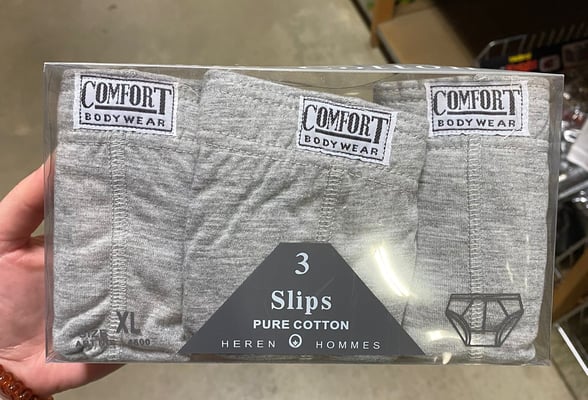 COMFORT
BODYWEAR
COMFORT
BODYWEAR
COMFORT
BODYWEAR
3
Slips
PURE COTTON
HEREN HOMMES
XL